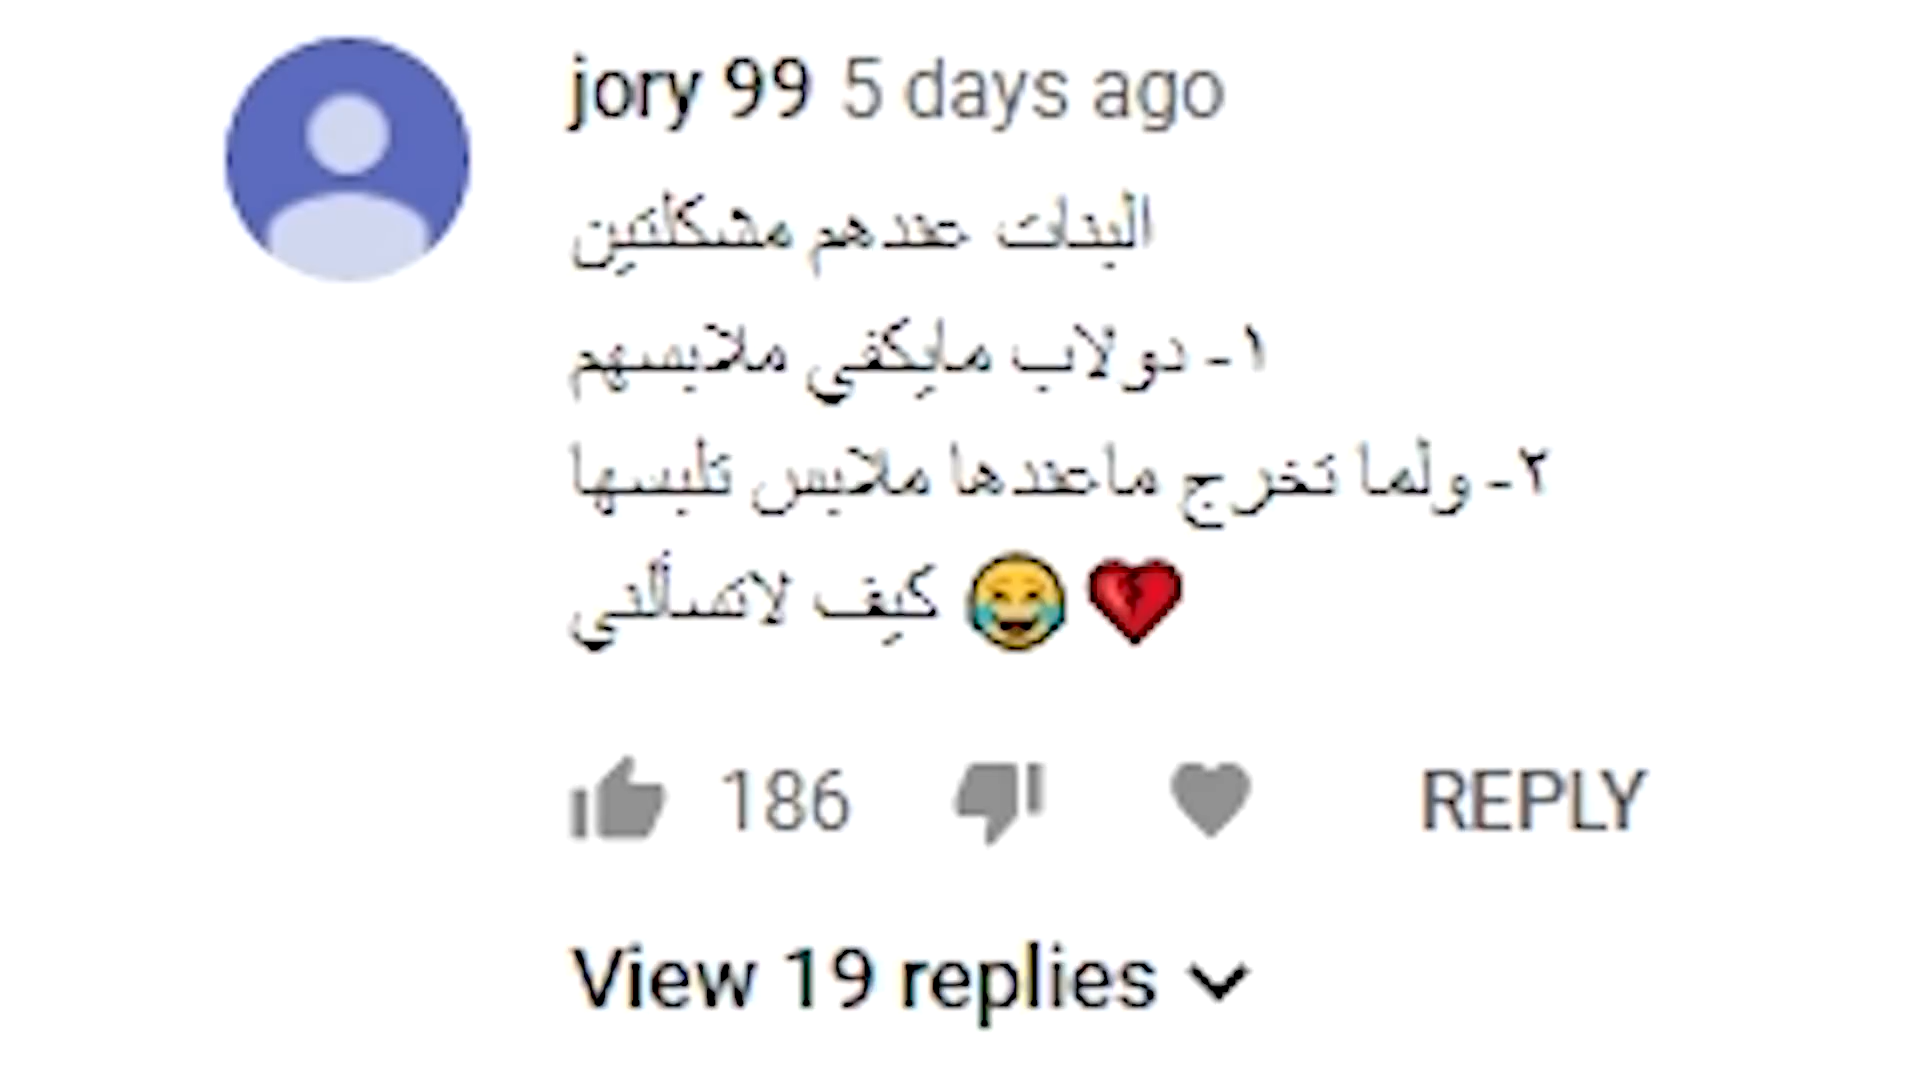 jory 99 5 days ago
البنات عندهم مشكلتين
١- دولاب مايكفي ملابسهم
٢- ولما تخرج ماعندها ملابس تلبسها
💔 😂 كيف لاتسألني
186 REPLY
View 19 replies